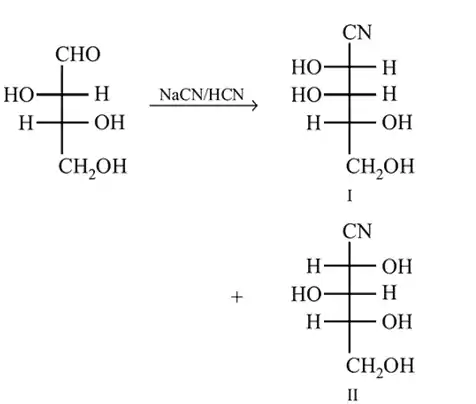 CHO
HO H
H OH
CH₂OH
NaCN/HCN
CN
HO H
HO H
H OH
CH₂OH
I
+
CN
H OH
HO H
H OH
CH₂OH
II